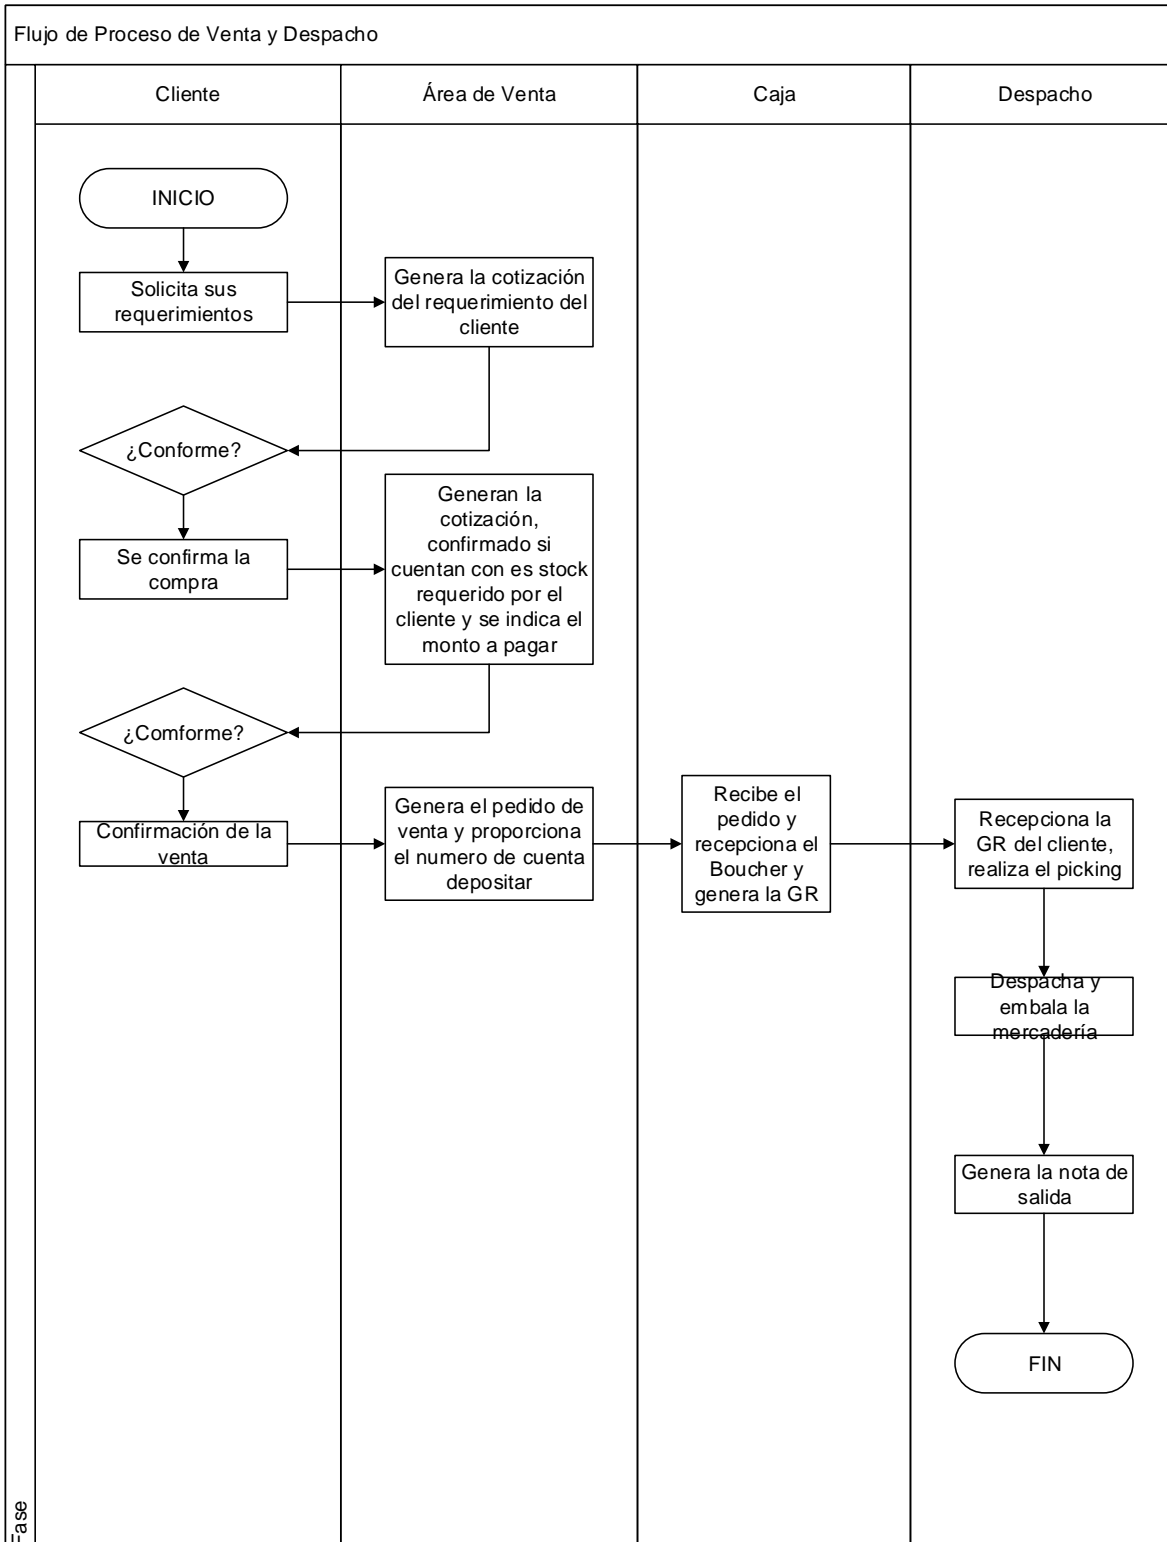 Flujo de Proceso de Venta y Despacho
Cliente
Área de Venta
Caja
Despacho
INICIO
Solicita sus
requerimientos
Genera la cotización
del requerimiento del
cliente
¿Conforme?
Se confirma la
compra
Generan la
cotización,
confirmado si
cuentan con es stock
requerido por el
cliente y se indica el
monto a pagar
¿Comforme?
Confirmación de la
venta
Genera el pedido de
venta y proporciona
el numero de cuenta
depositar
Recibe el
pedido y
recepciona el
Boucher y
genera la GR
Recepciona la
GR del cliente,
realiza el picking
Despacha y
embala la
mercadería
Genera la nota de
salida
FIN
Fase